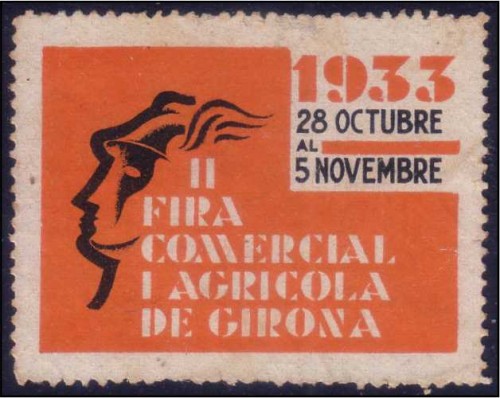 1933
28 OCTUBRE
AL
5 NOVEMBRE
II
FIRA
COMERCIAL
I AGRICOLA
DE GIRONA